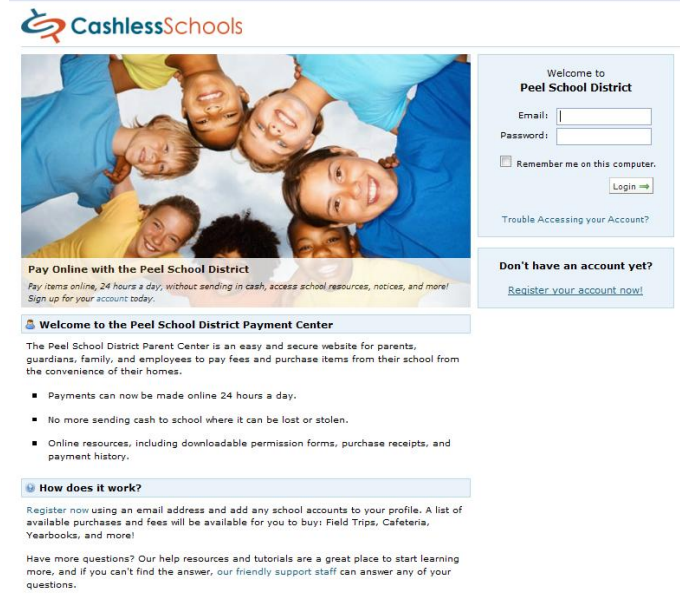 CashlessSchools
Welcome to
Peel School District
Email:
Password:
Remember me on this computer.
Login
Trouble Accessing your Account?
Don't have an account yet?
Register your account now!
Pay Online with the Peel School District
Pay items online, 24 hours a day, without sending in cash, access school resources, notices, and more!
Sign up for your account today.
Welcome to the Peel School District Payment Center
The Peel School District Parent Center is an easy and secure website for parents,
guardians, family, and employees to pay fees and purchase items from their school from
the convenience of their homes.
Payments can now be made online 24 hours a day.
No more sending cash to school where it can be lost or stolen.
Online resources, including downloadable permission forms, purchase receipts, and
payment history.
How does it work?
Register now using an email address and add any school accounts to your profile. A list of
available purchases and fees will be available for you to buy: Field Trips, Cafeteria,
Yearbooks, and more!
Have more questions? Our help resources and tutorials are a great place to start learning
more, and if you can't find the answer, our friendly support staff can answer any of your
questions.